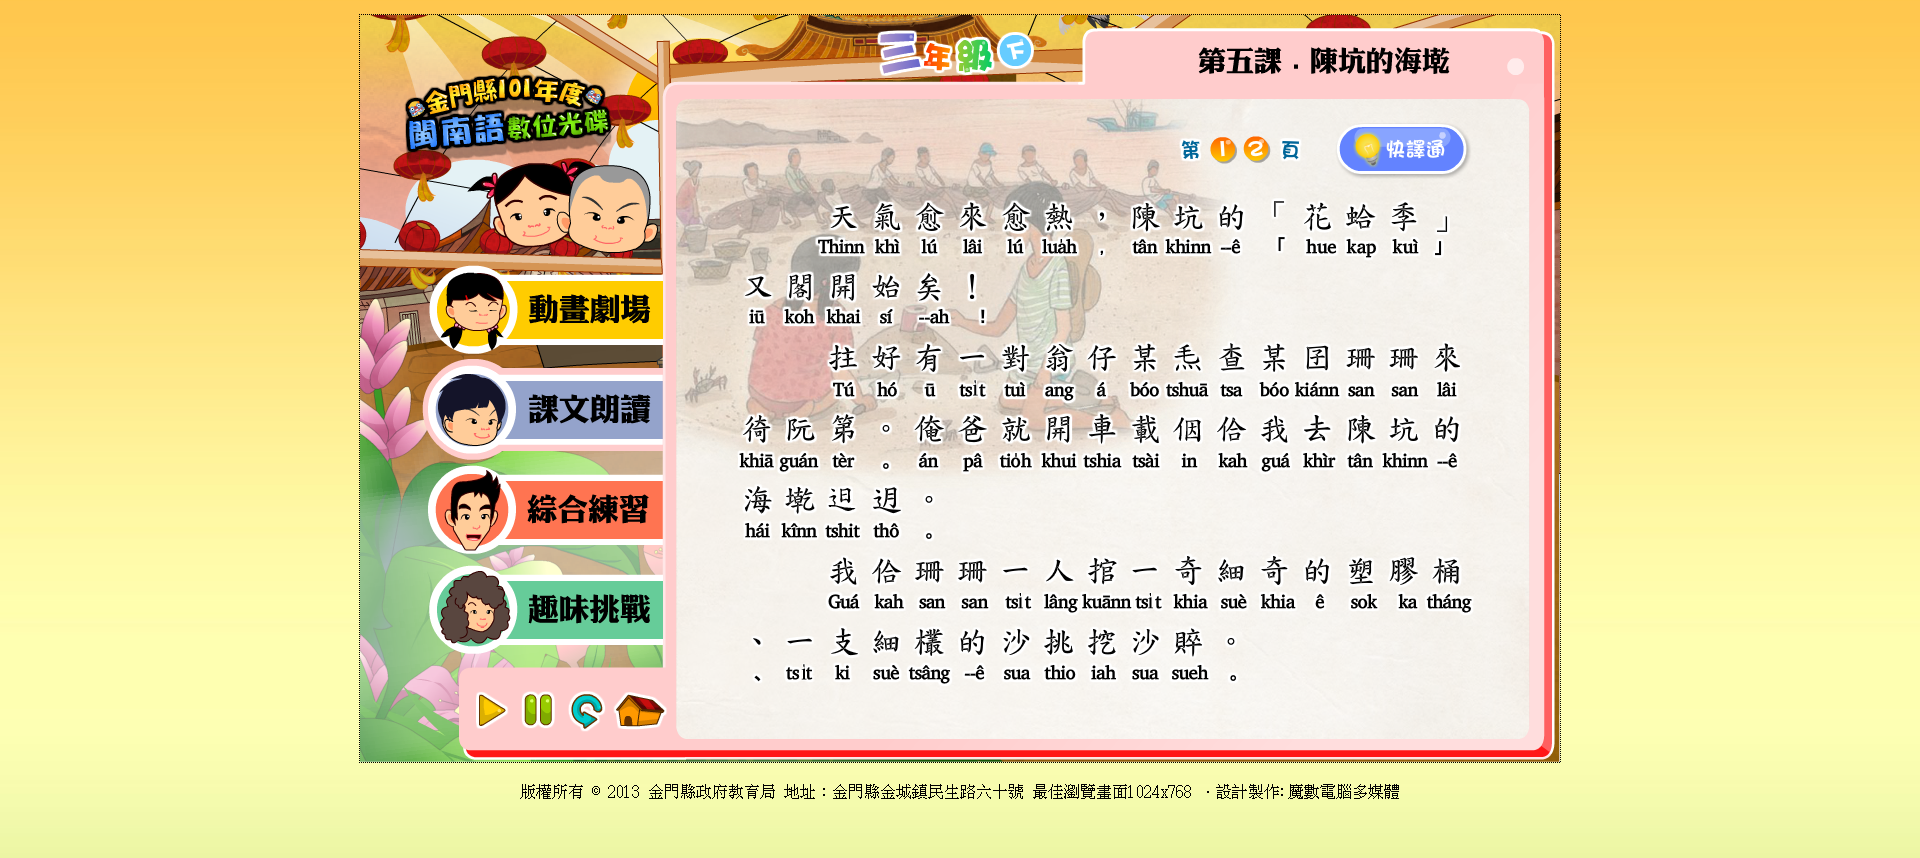 三年級 下
第五課．陳坑的海墘
金門縣101年度
閩南語數位光碟
第 1 2 頁
快譯通
天氣愈來愈熱，陳坑的「花蛤季」
Thinn khì lú lâi lú lua̍h , tân khinn --ê 「 hue kap kuì 」
又閣開始矣！
iū koh khai sí --ah !
拄好有一對翁仔某𤆬查某囝珊珊來
Tú hó ū tsi̍t tuì ang á bóo tshuā tsa bóo kiánn san san lâi
徛阮第。俺爸就開車載𪜶佮我去陳坑的
khiā guán tèr 。 án pâ tio̍h khui tshia tsài in kah guá khìr tân khinn --ê
海墘𨑨迌。
hái kînn tshit thô 。
我佮珊珊一人捾一奇細奇的塑膠桶
Guá kah san san tsi̍t lâng kuānn tsi̍t khia suè khia ê sok ka tháng
、一支細欉的沙挑挖沙睟。
、 tsi̍t ki suè tsâng --ê sua thio iah sua sueh 。
動畫劇場
課文朗讀
綜合練習
趣味挑戰
版權所有 © 2013 金門縣政府教育局 地址：金門縣金城鎮民生路六十號 最佳瀏覽畫面1024x768 ‧設計製作: 魔數電腦多媒體